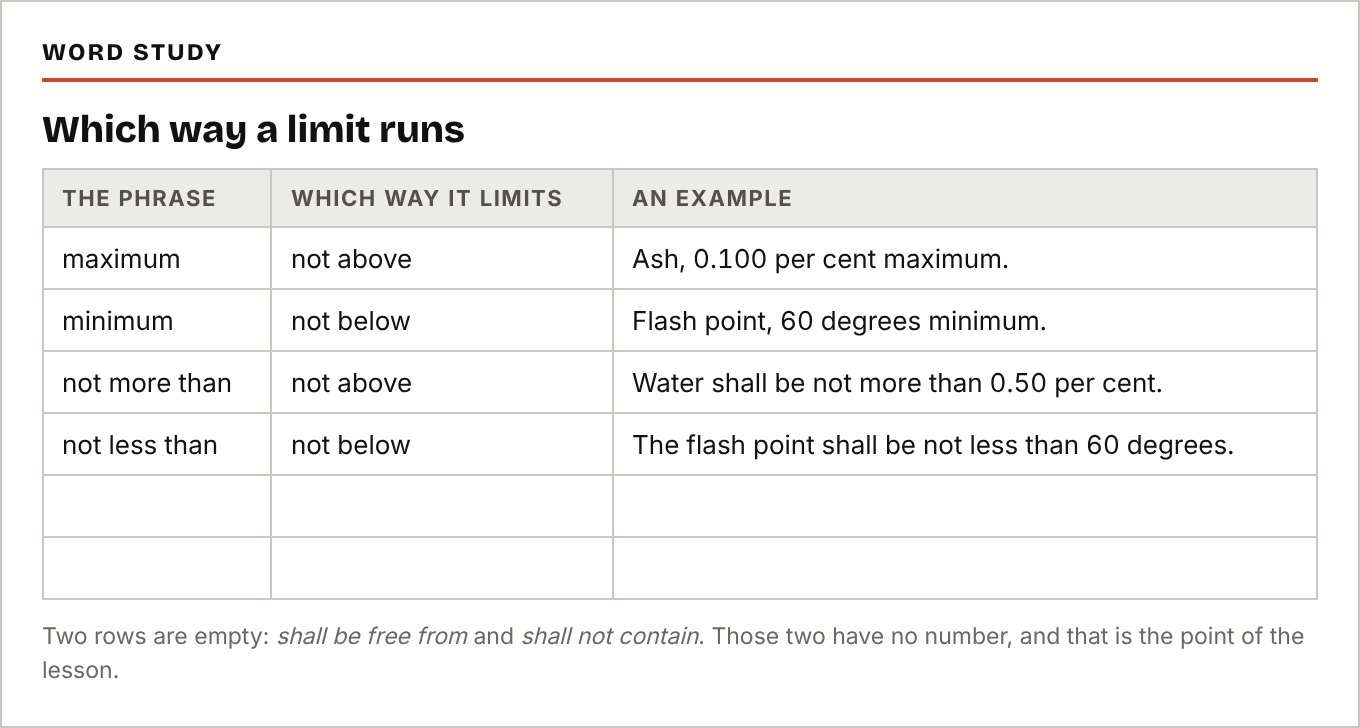 WORD STUDY
Which way a limit runs
THE PHRASE WHICH WAY IT LIMITS AN EXAMPLE
maximum not above Ash, 0.100 per cent maximum.
minimum not below Flash point, 60 degrees minimum.
not more than not above Water shall be not more than 0.50 per cent.
not less than not below The flash point shall be not less than 60 degrees.
Two rows are empty: shall be free from and shall not contain. Those two have no number, and that is the point of the
lesson.